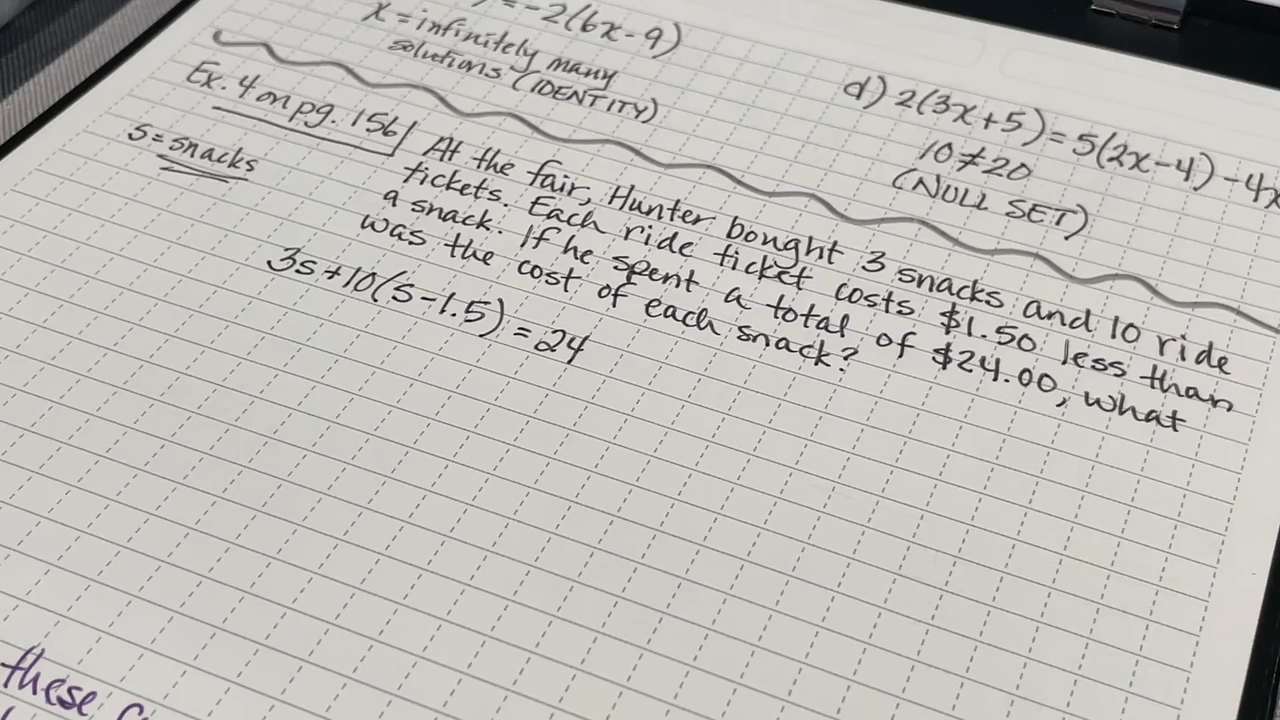 = -2(6x-9)
x = infinitely many
solutions (IDENTITY)
d) 2(3x+5) = 5(2x-4) -4x
10 ≠ 20
(NULL SET)
Ex. 4 on pg. 156
s = snacks
At the fair, Hunter bought 3 snacks and 10 ride
tickets. Each ride ticket costs $1.50 less than
a snack. If he spent a total of $24.00, what
was the cost of each snack?
3s+10(s-1.5) = 24
these